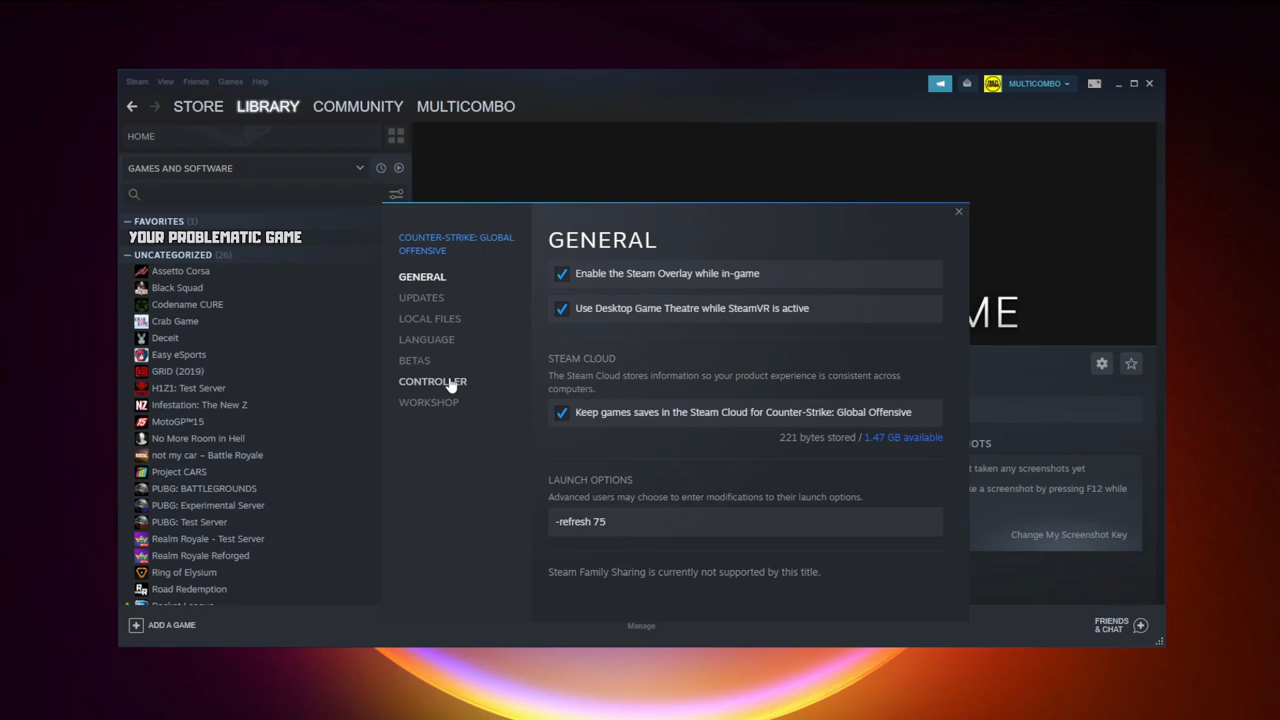 Steam View Friends Games Help
MULTICOMBO
STORE LIBRARY COMMUNITY MULTICOMBO
HOME
GAMES AND SOFTWARE
FAVORITES (1)
YOUR PROBLEMATIC GAME
UNCATEGORIZED (26)
Assetto Corsa
Black Squad
Codename CURE
Crab Game
Deceit
Easy eSports
GRID (2019)
H1Z1: Test Server
Infestation: The New Z
MotoGP™15
No More Room in Hell
not my car – Battle Royale
Project CARS
PUBG: BATTLEGROUNDS
PUBG: Experimental Server
PUBG: Test Server
Realm Royale - Test Server
Realm Royale Reforged
Ring of Elysium
Road Redemption
ADD A GAME
COUNTER-STRIKE: GLOBAL
OFFENSIVE
GENERAL
UPDATES
LOCAL FILES
LANGUAGE
BETAS
CONTROLLER
WORKSHOP
GENERAL
Enable the Steam Overlay while in-game
Use Desktop Game Theatre while SteamVR is active
STEAM CLOUD
The Steam Cloud stores information so your product experience is consistent across
computers.
Keep games saves in the Steam Cloud for Counter-Strike: Global Offensive
221 bytes stored / 1.47 GB available
LAUNCH OPTIONS
Advanced users may choose to enter modifications to their launch options.
-refresh 75
Steam Family Sharing is currently not supported by this title.
Manage
ME
OTS
t taken any screenshots yet
ke a screenshot by pressing F12 while
Change My Screenshot Key
FRIENDS
& CHAT